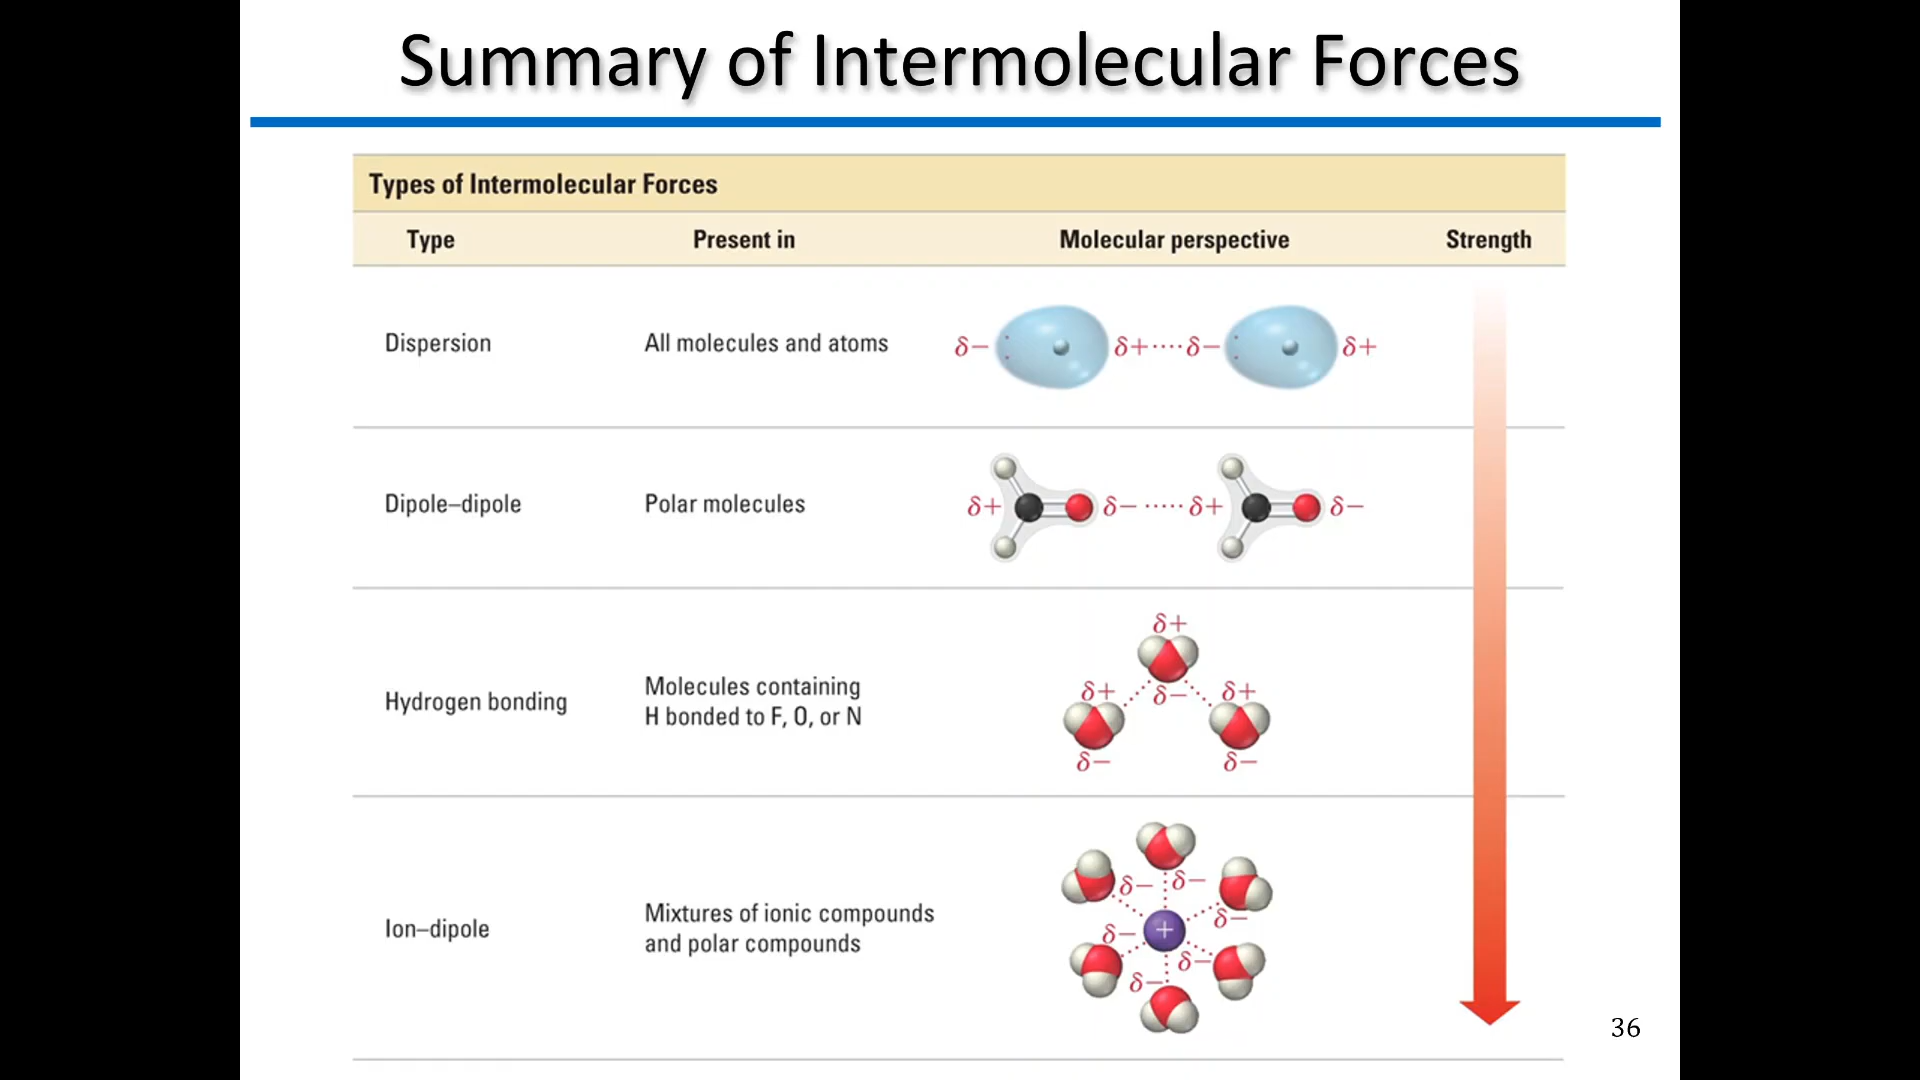 Summary of Intermolecular Forces
Types of Intermolecular Forces
Type Present in Molecular perspective Strength
Dispersion All molecules and atoms δ− δ+ ···· δ− δ+
Dipole–dipole Polar molecules δ+ δ− ····· δ+ δ−
δ+
δ+ δ− δ+
Hydrogen bonding
Molecules containing
H bonded to F, O, or N
δ− δ−
δ− δ−
δ−
Ion–dipole
Mixtures of ionic compounds
and polar compounds
δ− +
δ−
δ−
36